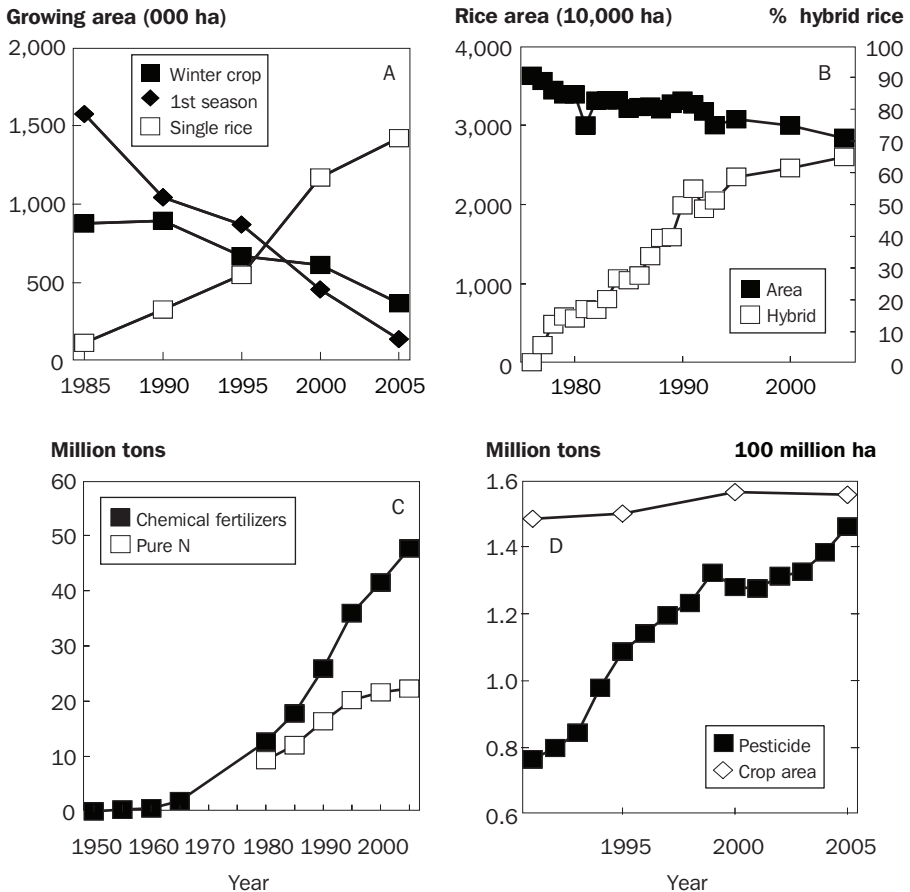 Growing area (000 ha)
2,000
1,500
1,000
500
0
Winter crop
1st season
Single rice
A
1985 1990 1995 2000 2005
Rice area (10,000 ha) % hybrid rice
4,000
3,000
2,000
1,000
0
B
Area
Hybrid
100
90
80
70
60
50
40
30
20
10
0
1980 1990 2000
Million tons
60
50
40
30
20
10
0
Chemical fertilizers
Pure N
C
1950 1960 1970 1980 1990 2000
Year
Million tons 100 million ha
1.6
1.4
1.2
1.0
0.8
0.6
D
Pesticide
Crop area
1995 2000 2005
Year